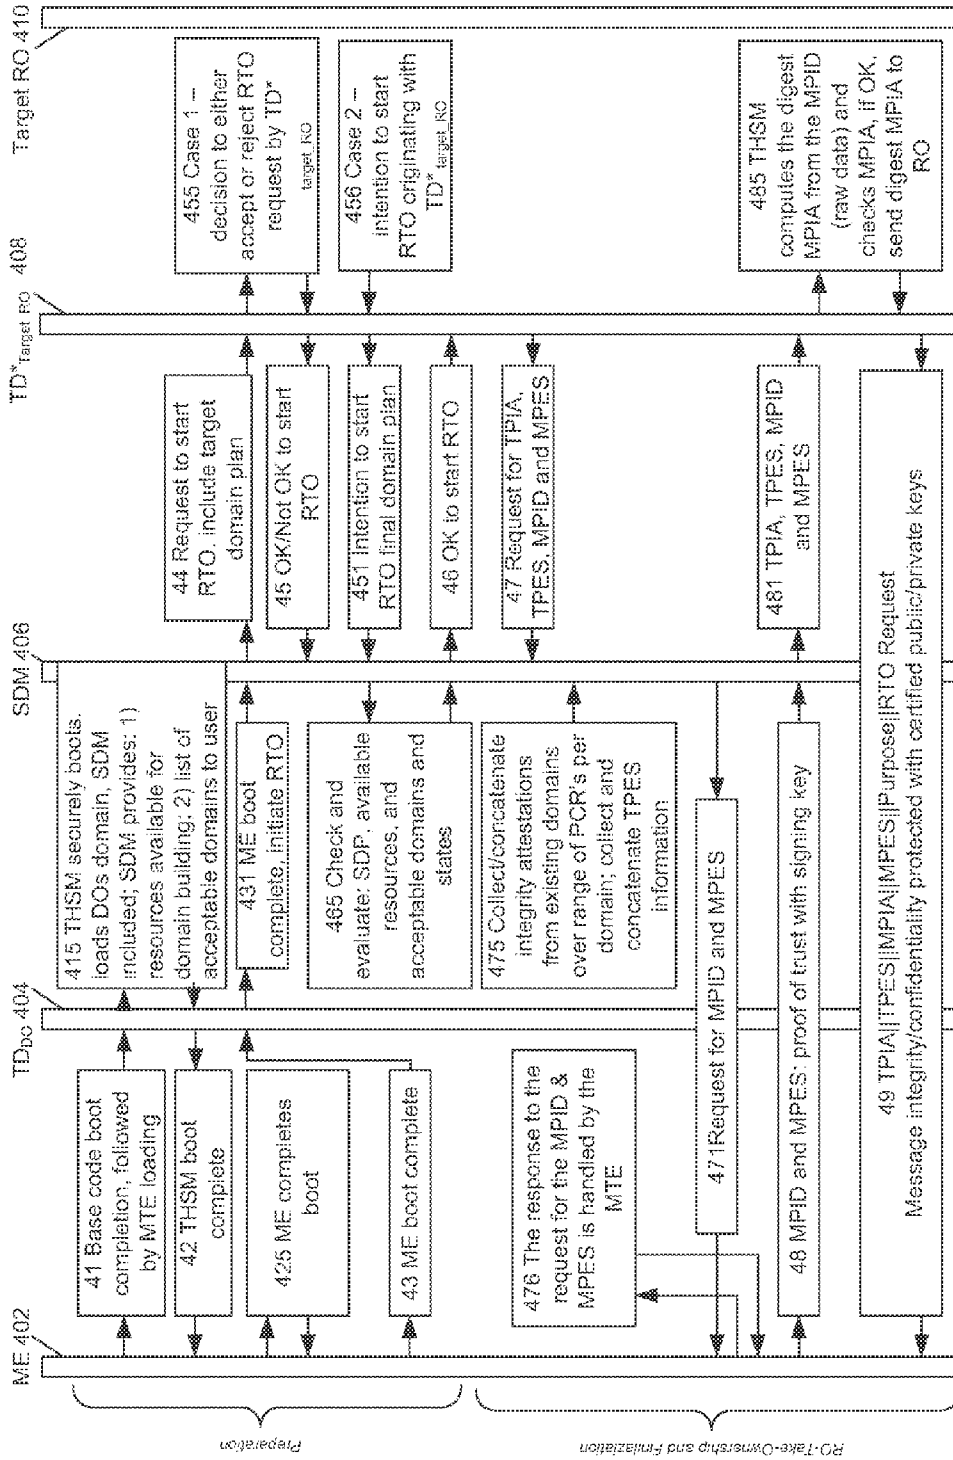 ME 402
TD_DO 404
SDM 406
TD*_Target_RO 408
Target RO 410
Preparation
41 Base code boot
completion, followed
by MTE loading
415 THSM securely boots.
loads DOs domain, SDM
included; SDM provides: 1)
resources available for
domain building: 2) list of
acceptable domains to user
42 THSM boot
complete
425 ME completes
boot
43 ME boot complete
431 ME boot
complete, initiate RTO
44 Request to start
RTO, include target
domain plan
455 Case 1 –
decision to either
accept or reject RTO
request by TD*
target_RO
45 OK/Not OK to start
RTO
456 Case 2 –
intention to start
RTO originating with
TD*target_RO
451 Intention to start
RTO final domain plan
465 Check and
evaluate: SDP, available
resources, and
acceptable domains and
states
46 OK to start RTO
RO-Take-Ownership and Finilaziation
47 Request for TPIA,
TPES, MPID and MPES
475 Collect/concatenate
integrity attestations
from existing domains
over range of PCR's per
domain; collect and
concatenate TPES
information
471Request for MPID and MPES
476 The response to the
request for the MPID &
MPES is handled by the
MTE
48 MPID and MPES: proof of trust with signing key
481 TPIA, TPES, MPID
and MPES
485 THSM
computes the digest
MPIA from the MPID
(raw data) and
checks MPIA, if OK,
send digest MPIA to
RO
49 TPIA||TPES||MPIA||MPES||Purpose||RTO Request
Message integrity/confidentiality protected with certified public/private keys